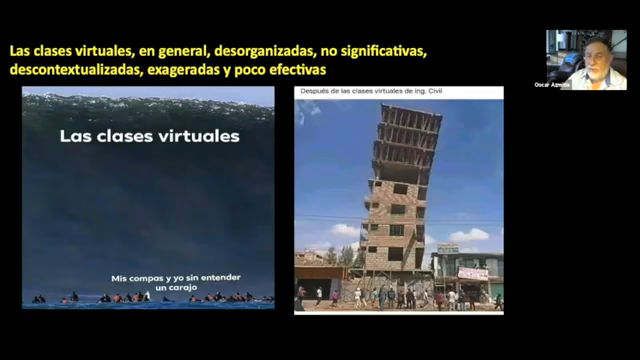 Las clases virtuales, en general, desorganizadas, no significativas,
descontextualizadas, exageradas y poco efectivas
Las clases virtuales
Mis compas y yo sin entender
un carajo
Después de las clases virtuales de ing. Civil
Oscar